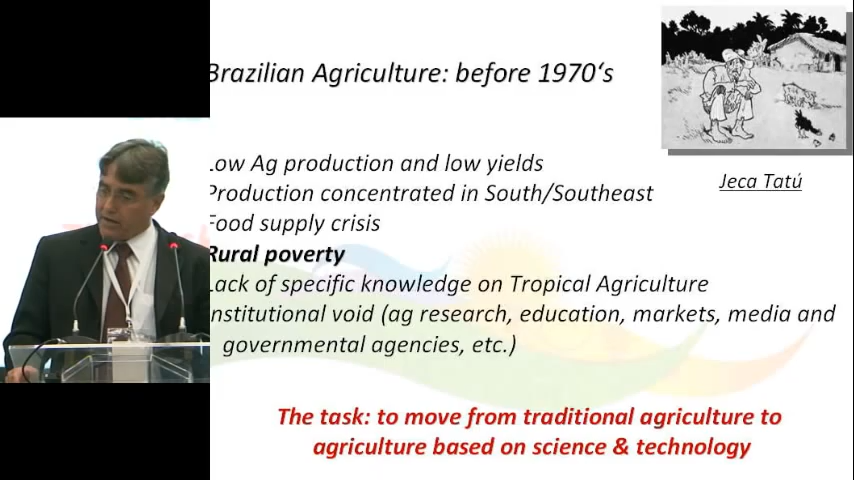 Brazilian Agriculture: before 1970‘s
Low Ag production and low yields
Production concentrated in South/Southeast
Jeca Tatú
Food supply crisis
Rural poverty
Lack of specific knowledge on Tropical Agriculture
Institutional void (ag research, education, markets, media and
governmental agencies, etc.)
The task: to move from traditional agriculture to
agriculture based on science & technology